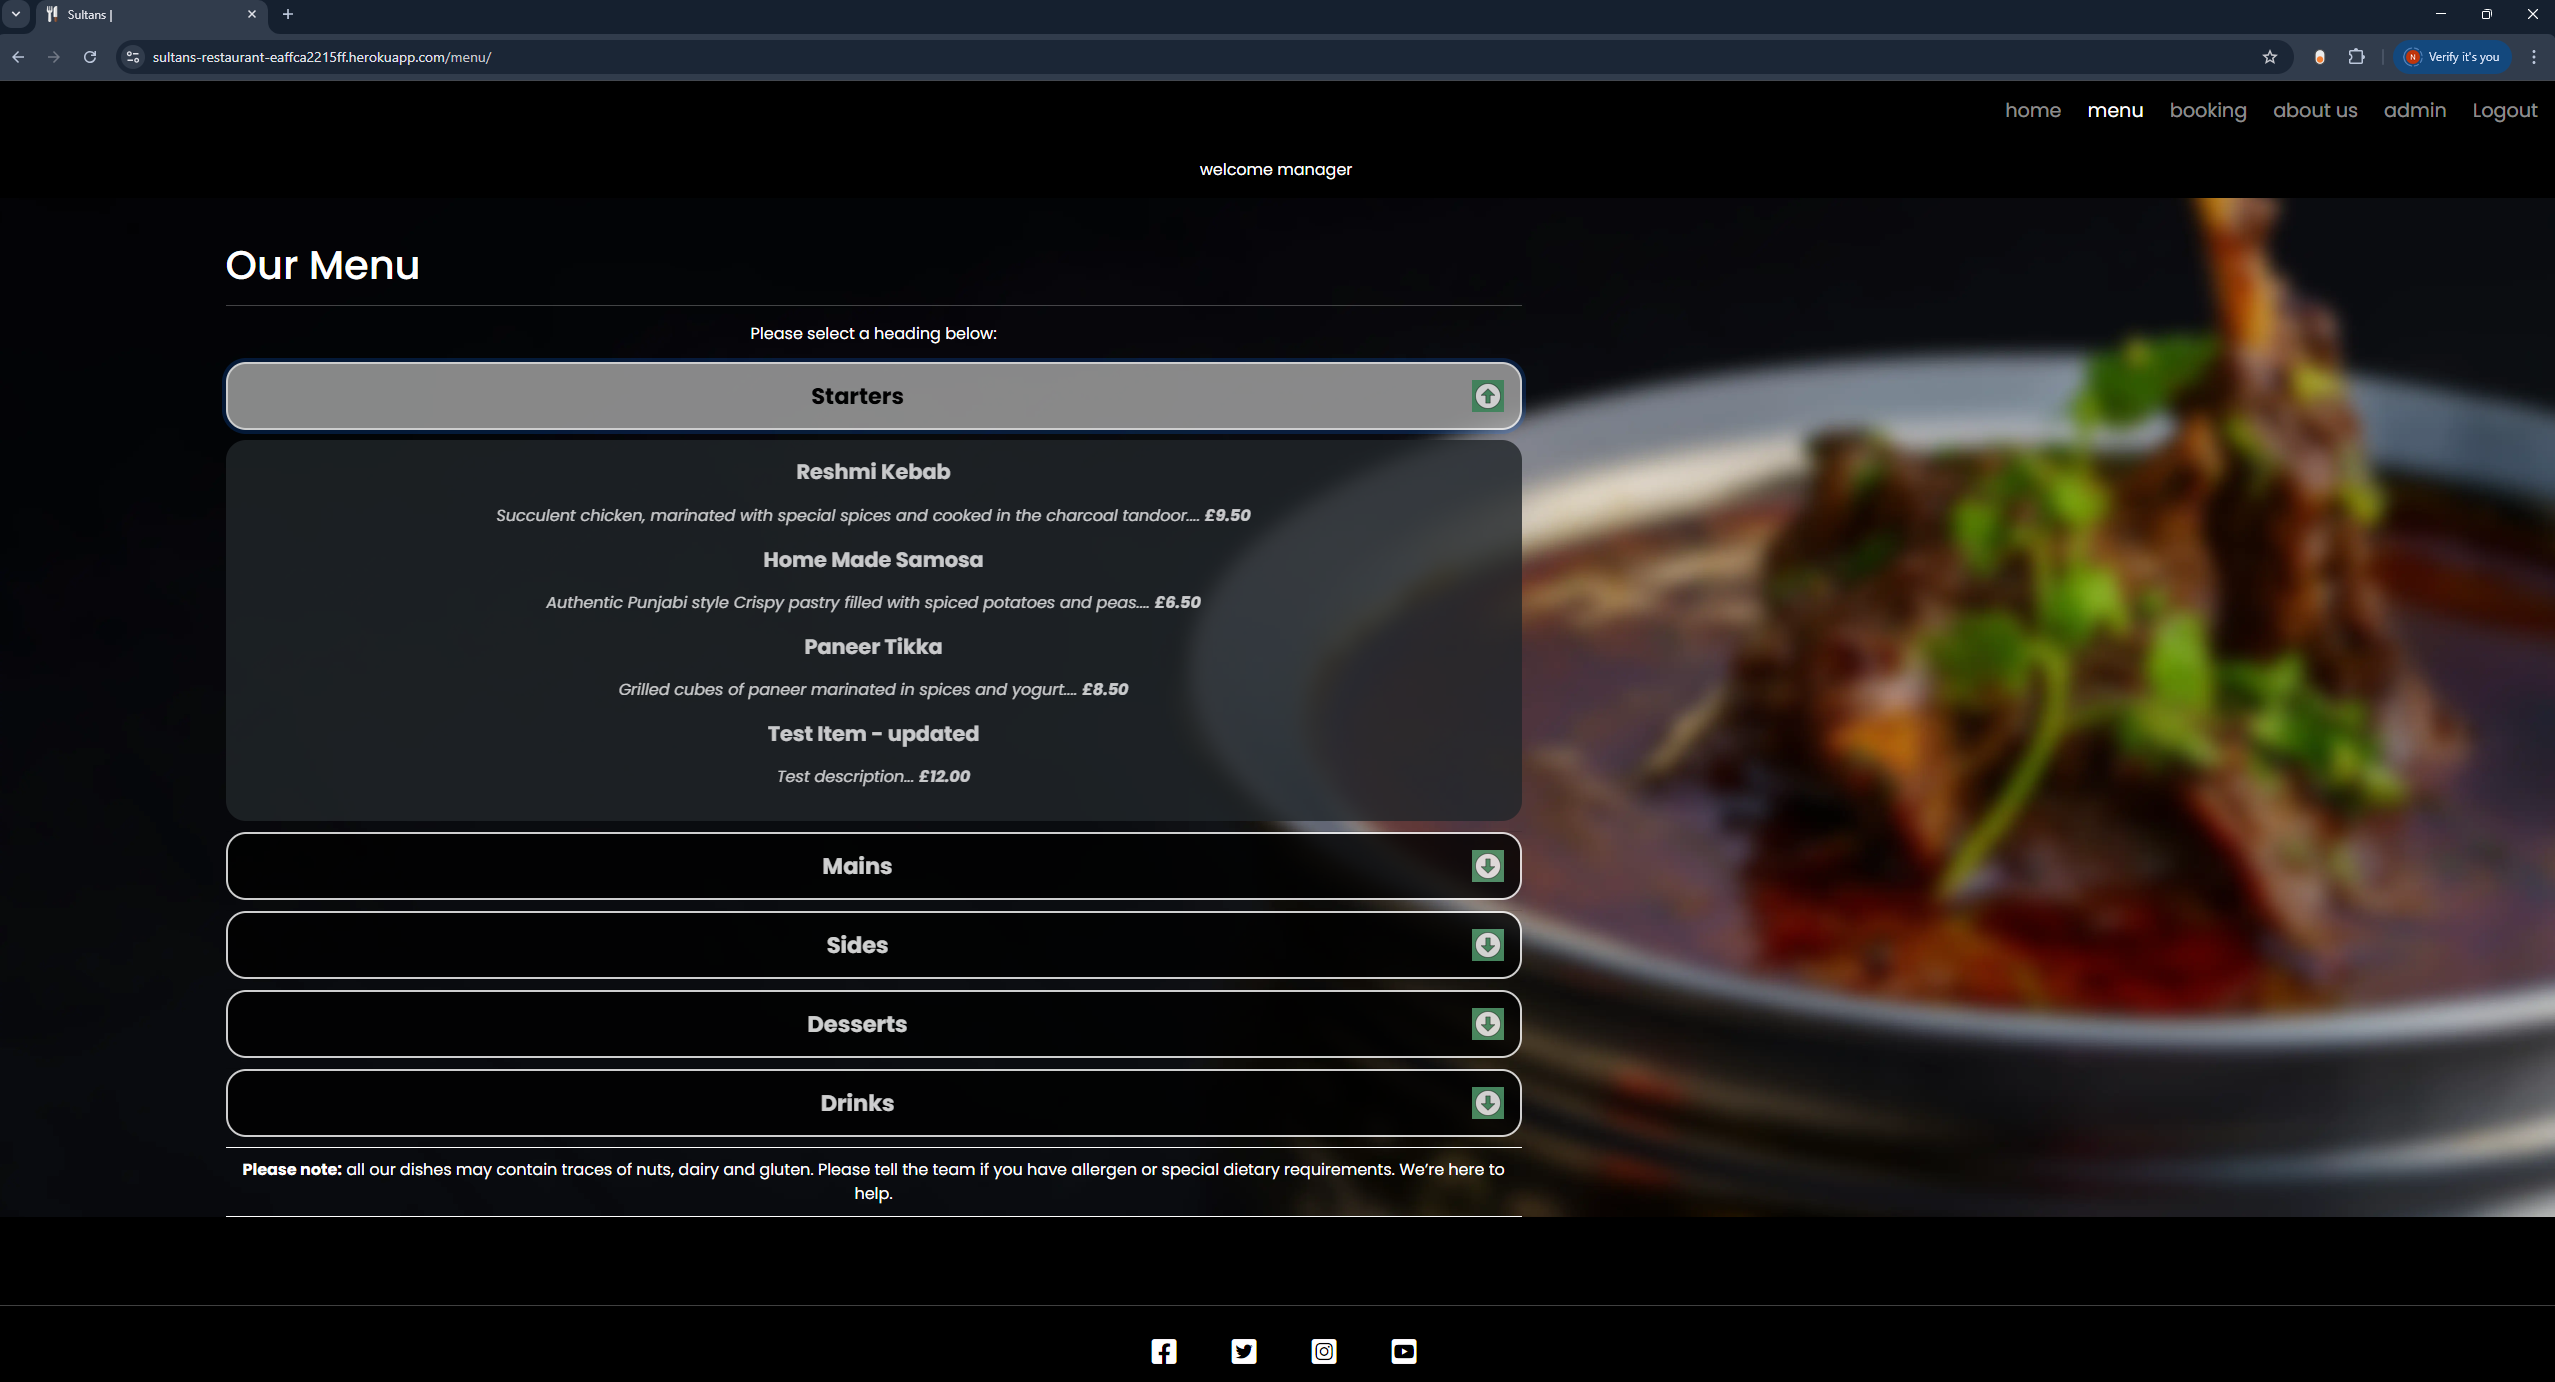 Sultans |
sultans-restaurant-eaffca2215ff.herokuapp.com/menu/
N Verify it's you
home menu booking about us admin Logout
welcome manager
Our Menu
Please select a heading below:
Starters
Reshmi Kebab
Succulent chicken, marinated with special spices and cooked in the charcoal tandoor.... £9.50
Home Made Samosa
Authentic Punjabi style Crispy pastry filled with spiced potatoes and peas.... £6.50
Paneer Tikka
Grilled cubes of paneer marinated in spices and yogurt.... £8.50
Test Item - updated
Test description... £12.00
Mains
Sides
Desserts
Drinks
Please note: all our dishes may contain traces of nuts, dairy and gluten. Please tell the team if you have allergen or special dietary requirements. We’re here to
help.